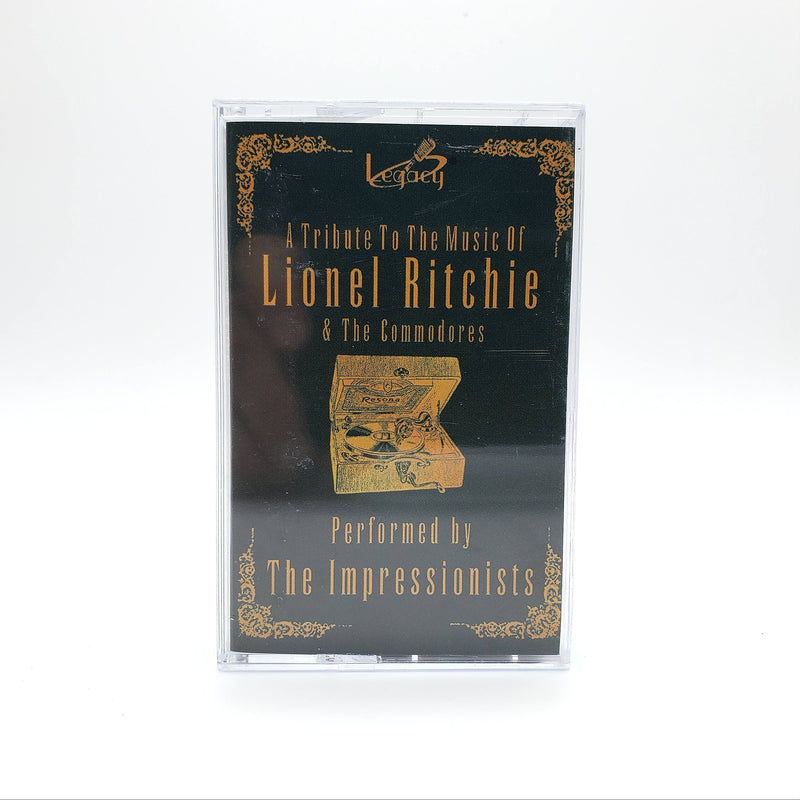 Legacy
A Tribute To The Music Of
Lionel Ritchie
& The Commodores
Resona
Performed by
The Impressionists